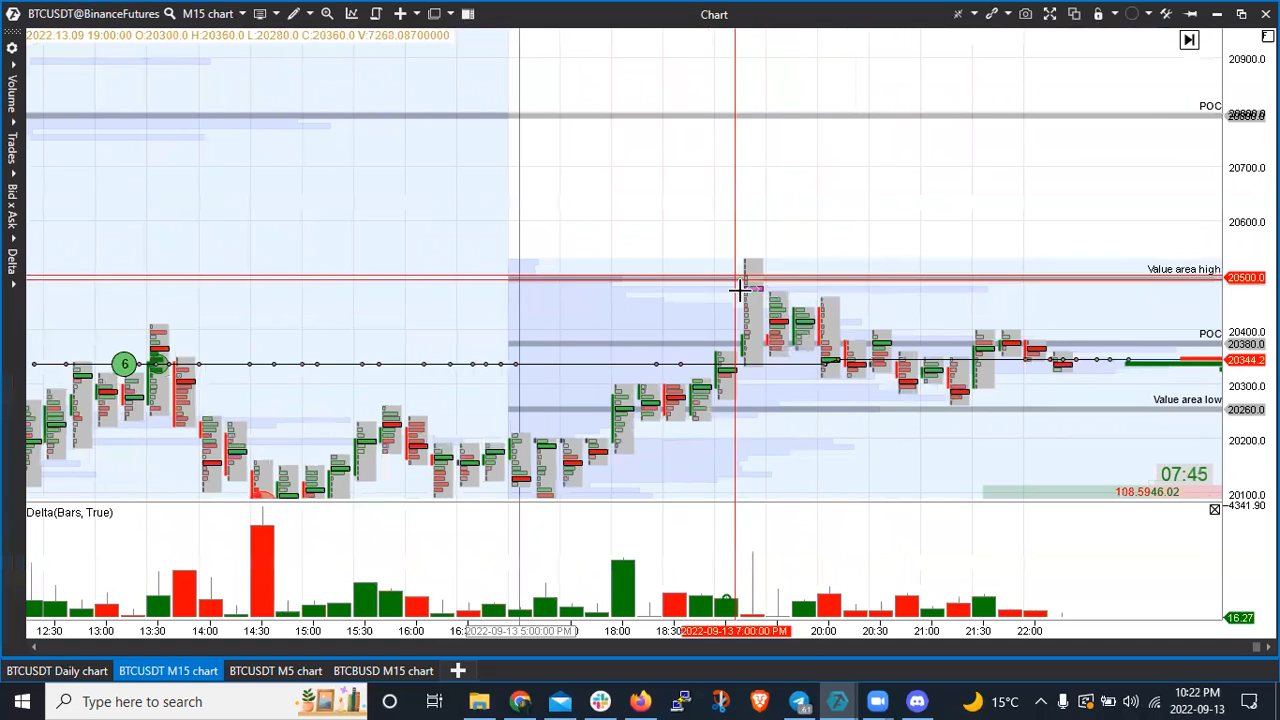 BTCUSDT@BinanceFutures M15 chart Chart
2022.13.09 19:00:00 O:20300.0 H:20360.0 L:20280.0 C:20360.0 V:7268.08700000
F
20900.0
POC
20700.0
20600.0
Value area high
20500.0
20400.0
POC
20380.0
20344.2
20300.0
Value area low
20260.0
20200.0
07:45
108.5946.02
20100.0
Volume
Trades
Bid x Ask
Delta
6
Delta(Bars, True)
4341.90
16.27
12:30 13:00 13:30 14:00 14:30 15:00 15:30 16:00 2022-09-13 5:00:00 PM 18:00 18:30 2022-09-13 7:00:00 PM 20:00 20:30 21:00 21:30 22:00
BTCUSDT Daily chart BTCUSDT M15 chart BTCUSDT M5 chart BTCBUSD M15 chart
Type here to search
61
15°C
10:22 PM
2022-09-13